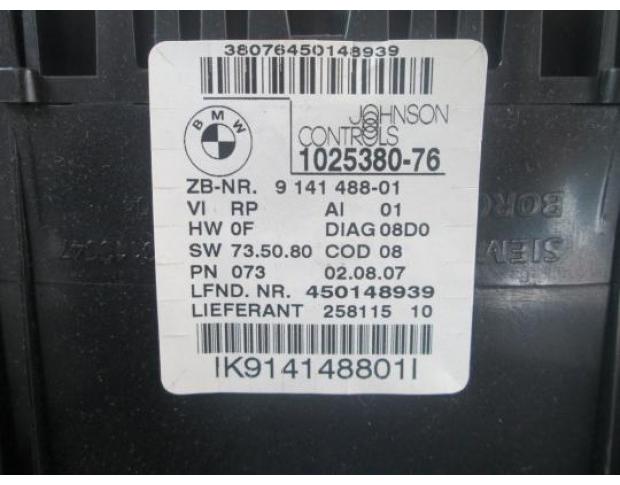 38076450148939
BMW
JOHNSON
CONTROLS
1025380-76
ZB-NR. 9 141 488-01
VI RP AI 01
HW 0F DIAG 08D0
SW 73.50.80 COD 08
PN 073 02.08.07
LFND. NR. 450148939
LIEFERANT 258115 10
IK914148801I